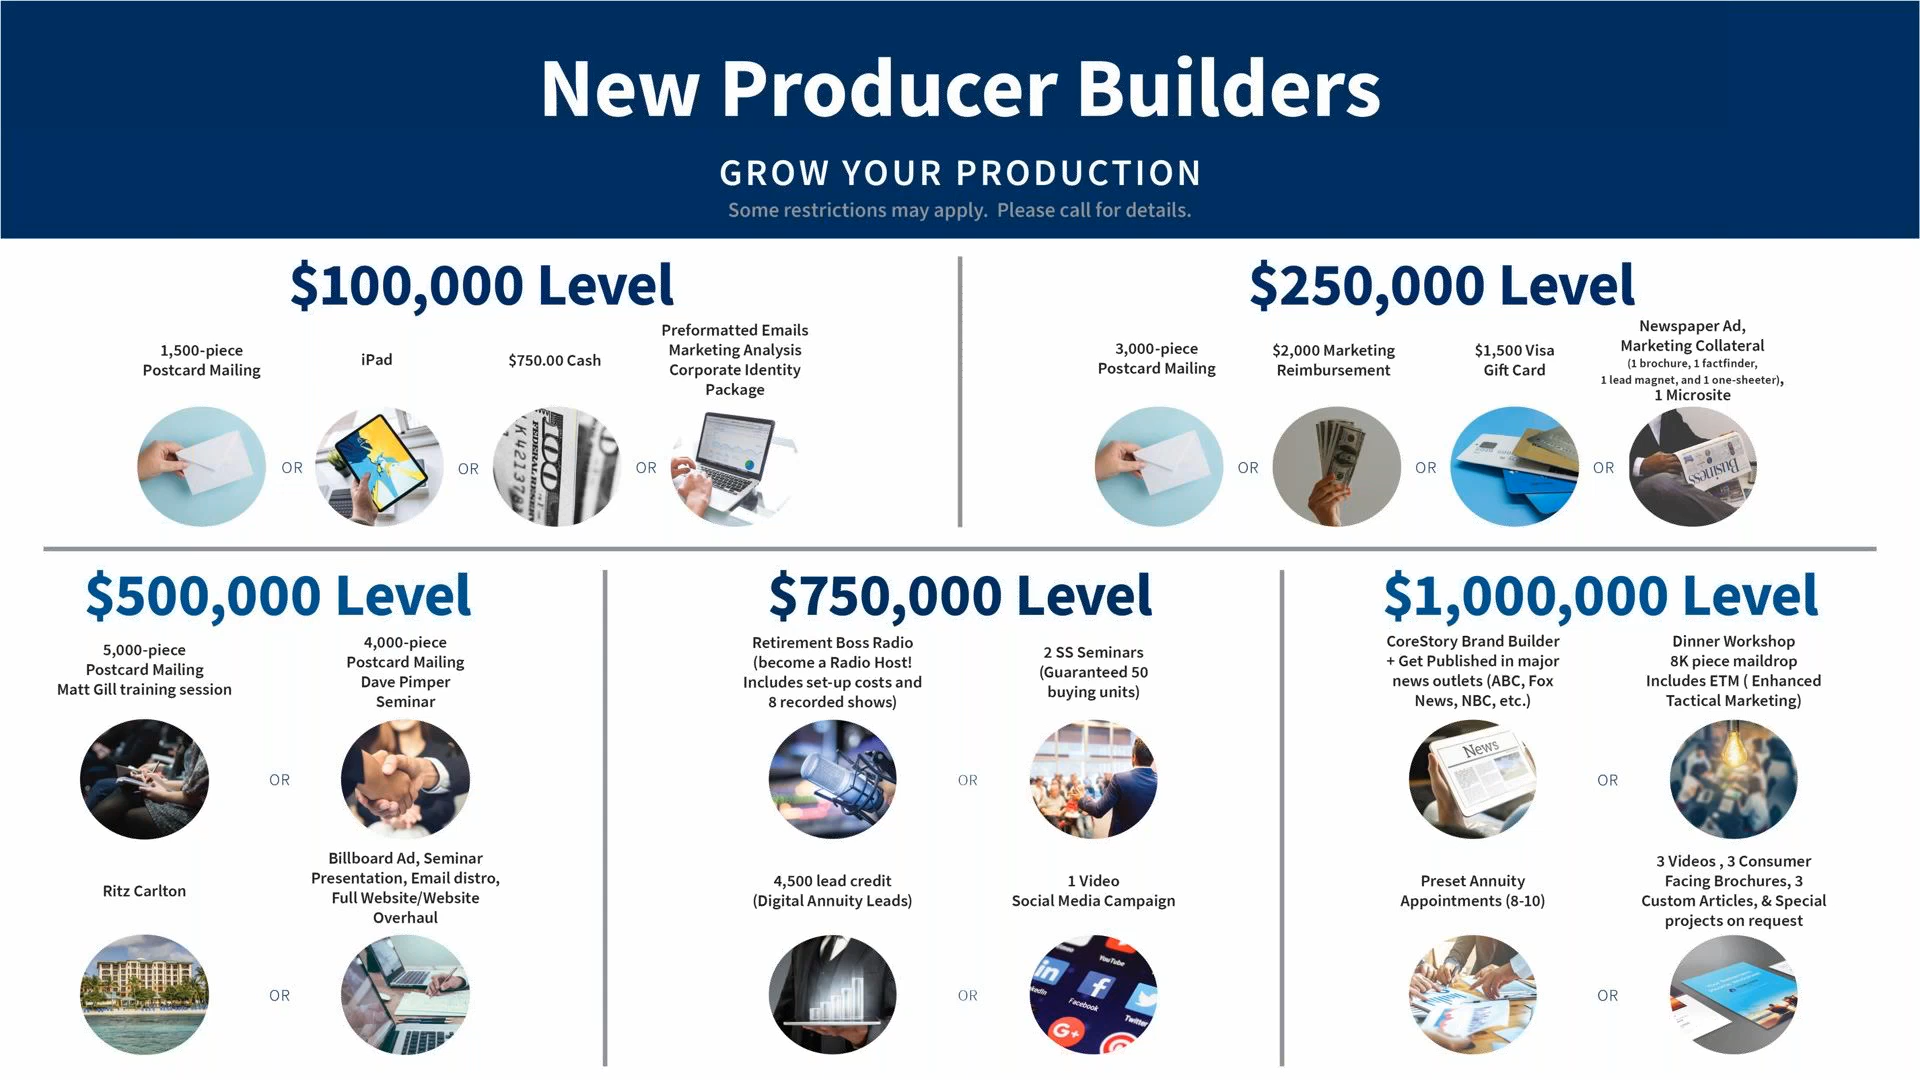 New Producer Builders
GROW YOUR PRODUCTION
Some restrictions may apply. Please call for details.
$100,000 Level
1,500-piece
Postcard Mailing
OR
iPad
OR
$750.00 Cash
OR
Preformatted Emails
Marketing Analysis
Corporate Identity
Package
$250,000 Level
3,000-piece
Postcard Mailing
OR
$2,000 Marketing
Reimbursement
OR
$1,500 Visa
Gift Card
OR
Newspaper Ad,
Marketing Collateral
(1 brochure, 1 factfinder,
1 lead magnet, and 1 one-sheeter),
1 Microsite
Business
$500,000 Level
5,000-piece
Postcard Mailing
Matt Gill training session
OR
4,000-piece
Postcard Mailing
Dave Pimper
Seminar
Ritz Carlton
OR
Billboard Ad, Seminar
Presentation, Email distro,
Full Website/Website
Overhaul
$750,000 Level
Retirement Boss Radio
(become a Radio Host!
Includes set-up costs and
8 recorded shows)
OR
2 SS Seminars
(Guaranteed 50
buying units)
4,500 lead credit
(Digital Annuity Leads)
OR
1 Video
Social Media Campaign
YouTube
in
Facebook
Twitter
G+
$1,000,000 Level
CoreStory Brand Builder
+ Get Published in major
news outlets (ABC, Fox
News, NBC, etc.)
News
OR
Dinner Workshop
8K piece maildrop
Includes ETM ( Enhanced
Tactical Marketing)
Preset Annuity
Appointments (8-10)
OR
3 Videos , 3 Consumer
Facing Brochures, 3
Custom Articles, & Special
projects on request